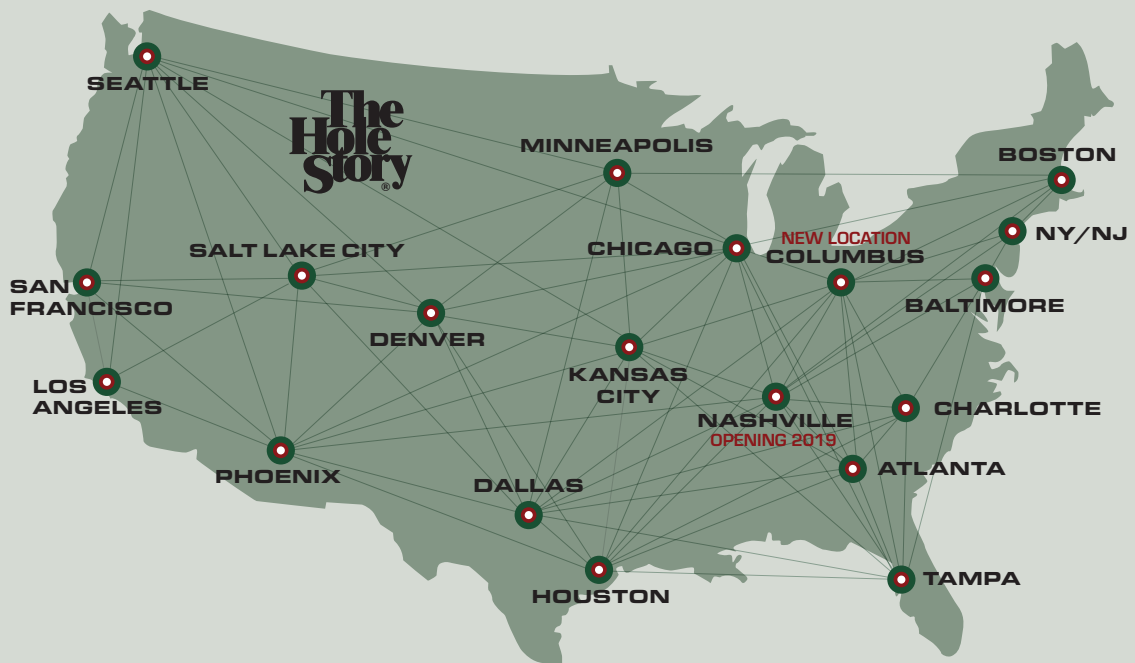 SEATTLE
The
Hole
Story®
MINNEAPOLIS
BOSTON
NY/NJ
NEW LOCATION
COLUMBUS
CHICAGO
SALT LAKE CITY
SAN
FRANCISCO
BALTIMORE
DENVER
KANSAS
CITY
LOS
ANGELES
CHARLOTTE
NASHVILLE
OPENING 2019
ATLANTA
PHOENIX
DALLAS
TAMPA
HOUSTON